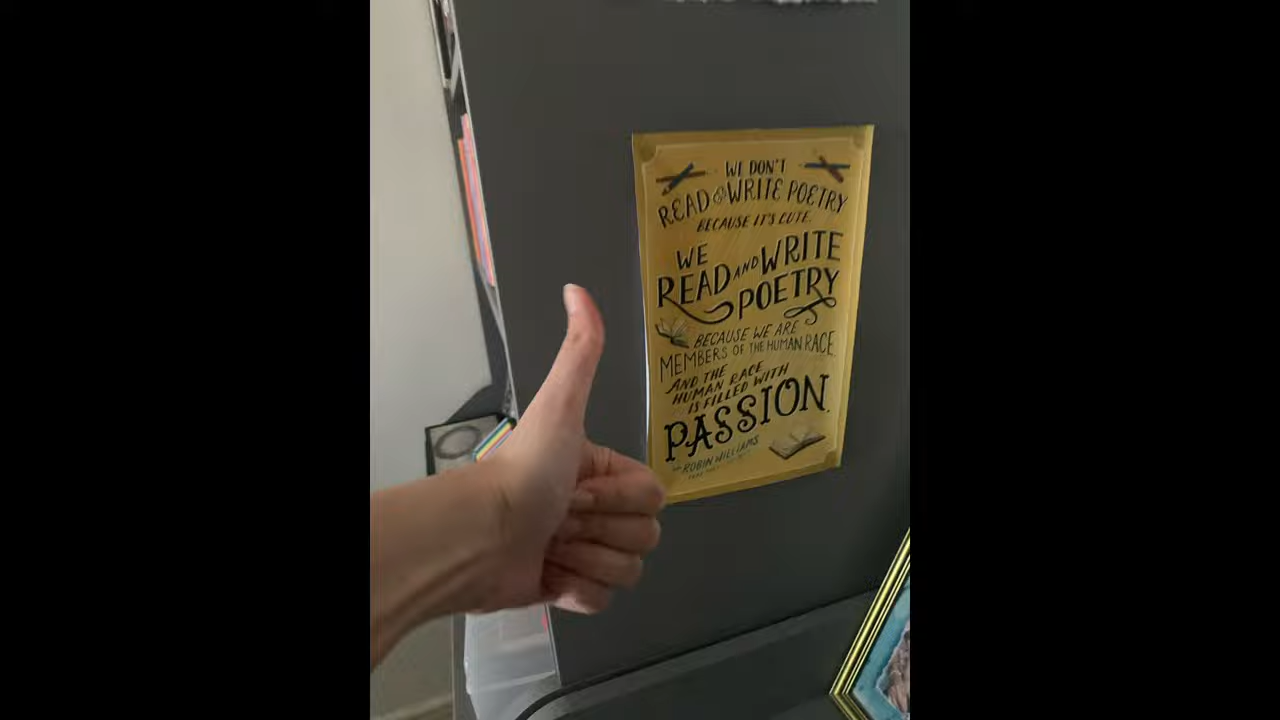 WE DON'T
READ & WRITE POETRY
BECAUSE IT'S CUTE.
WE
READ AND WRITE
POETRY
BECAUSE WE ARE
MEMBERS OF THE HUMAN RACE.
AND THE
HUMAN RACE
IS FILLED WITH
PASSION.
ROBIN WILLIAMS